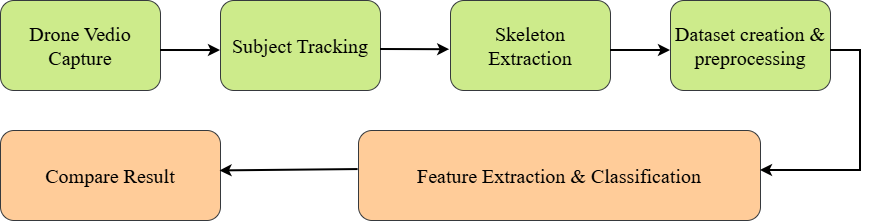 Drone Vedio
Capture
Subject Tracking
Skeleton
Extraction
Dataset creation &
preprocessing
Compare Result
Feature Extraction & Classification